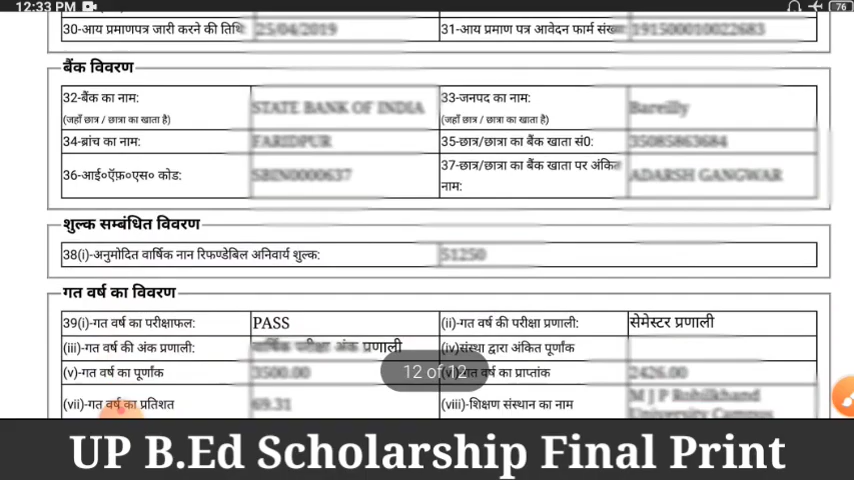 12:33 PM 76
30-आय प्रमाणपत्र जारी करने की तिथि: 25/04/2019 31-आय प्रमाण पत्र आवेदन फार्म संख्या:
बैंक विवरण
32-बैंक का नाम: STATE BANK OF INDIA 33-जनपद का नाम: Bareilly
(जहाँ छात्र / छात्रा का खाता है) (जहाँ छात्र / छात्रा का खाता है)
34-ब्रांच का नाम: FARIDPUR 35-छात्र/छात्रा का बैंक खाता सं0:
36-आई०ऍफ़०एस० कोड: 37-छात्र/छात्रा का बैंक खाता पर अंकित
नाम:
शुल्क सम्बंधित विवरण
38(i)-अनुमोदित वार्षिक नान रिफण्डेबिल अनिवार्य शुल्क: 51250
गत वर्ष का विवरण
39(i)-गत वर्ष का परीक्षाफल: PASS (ii)-गत वर्ष की परीक्षा प्रणाली: सेमेस्टर प्रणाली
(iii)-गत वर्ष की अंक प्रणाली: वार्षिक परीक्षा अंक प्रणाली (iv)संस्था द्वारा अंकित पूर्णांक
(v)-गत वर्ष का पूर्णांक 3500.00 वर्ष का प्राप्तांक 2426.00
12 of 12
(vii)-गत वर्ष का प्रतिशत 69.31 (viii)-शिक्षण संस्थान का नाम M J P Rohilkhand
University Campus
UP B.Ed Scholarship Final Print